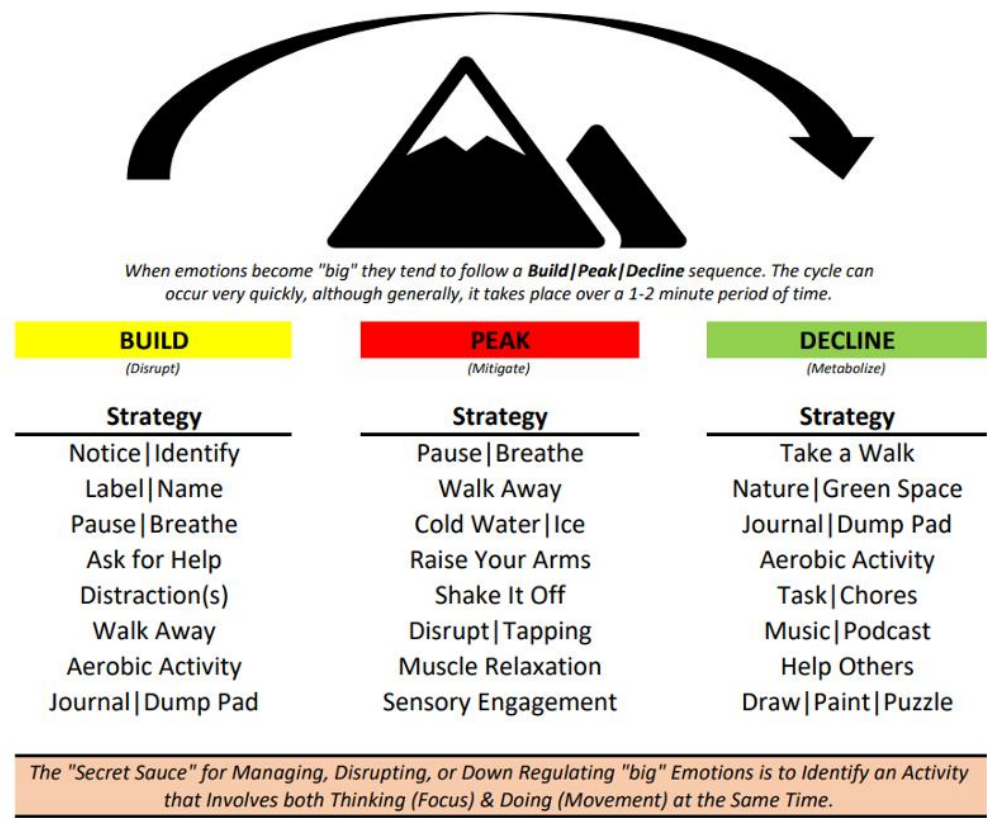 When emotions become "big" they tend to follow a Build|Peak|Decline sequence. The cycle can
occur very quickly, although generally, it takes place over a 1-2 minute period of time.
BUILD
(Disrupt)
Strategy
Notice|Identify
Label|Name
Pause|Breathe
Ask for Help
Distraction(s)
Walk Away
Aerobic Activity
Journal|Dump Pad
PEAK
(Mitigate)
Strategy
Pause|Breathe
Walk Away
Cold Water|Ice
Raise Your Arms
Shake It Off
Disrupt|Tapping
Muscle Relaxation
Sensory Engagement
DECLINE
(Metabolize)
Strategy
Take a Walk
Nature|Green Space
Journal|Dump Pad
Aerobic Activity
Task|Chores
Music|Podcast
Help Others
Draw|Paint|Puzzle
The "Secret Sauce" for Managing, Disrupting, or Down Regulating "big" Emotions is to Identify an Activity
that Involves both Thinking (Focus) & Doing (Movement) at the Same Time.